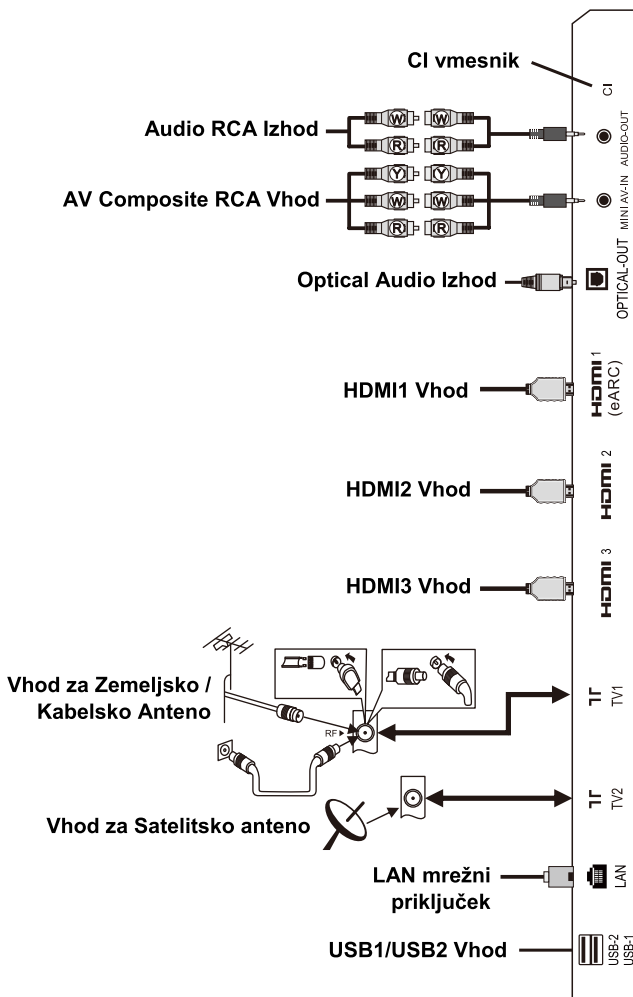 CI vmesnik
CI
Audio RCA Izhod
W W
R R
AUDIO-OUT
AV Composite RCA Vhod
Y Y
W W
R R
MINI AV-IN
Optical Audio Izhod
OPTICAL-OUT
HDMI1 Vhod
HDMI 1
(eARC)
HDMI2 Vhod
HDMI 2
HDMI3 Vhod
HDMI 3
Vhod za Zemeljsko /
Kabelsko Anteno
RF
TV1
Vhod za Satelitsko anteno
TV2
LAN mrežni
priključek
LAN
USB1/USB2 Vhod
USB-2
USB-1